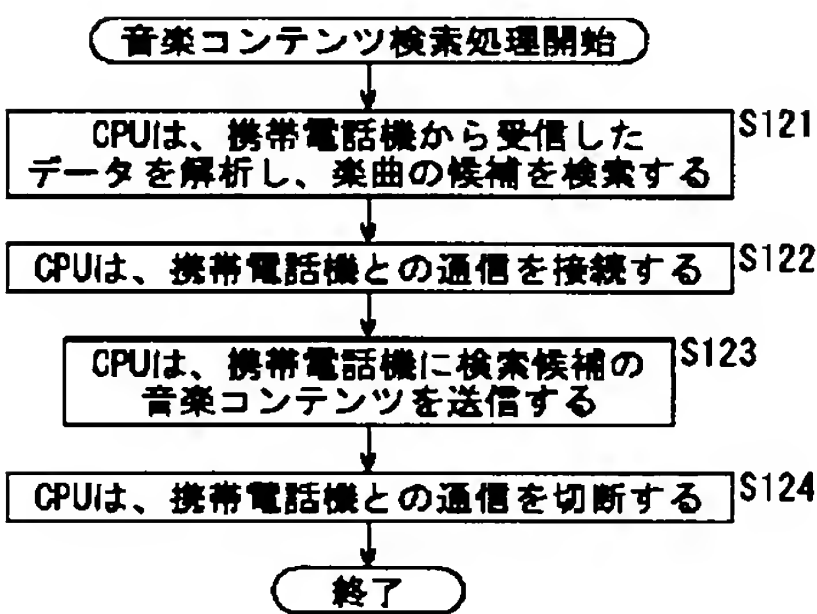 音楽コンテンツ検索処理開始
CPUは、携帯電話機から受信した
データを解析し、楽曲の候補を検索する
S121
CPUは、携帯電話機との通信を接続する
S122
CPUは、携帯電話機に検索候補の
音楽コンテンツを送信する
S123
CPUは、携帯電話機との通信を切断する
S124
終了